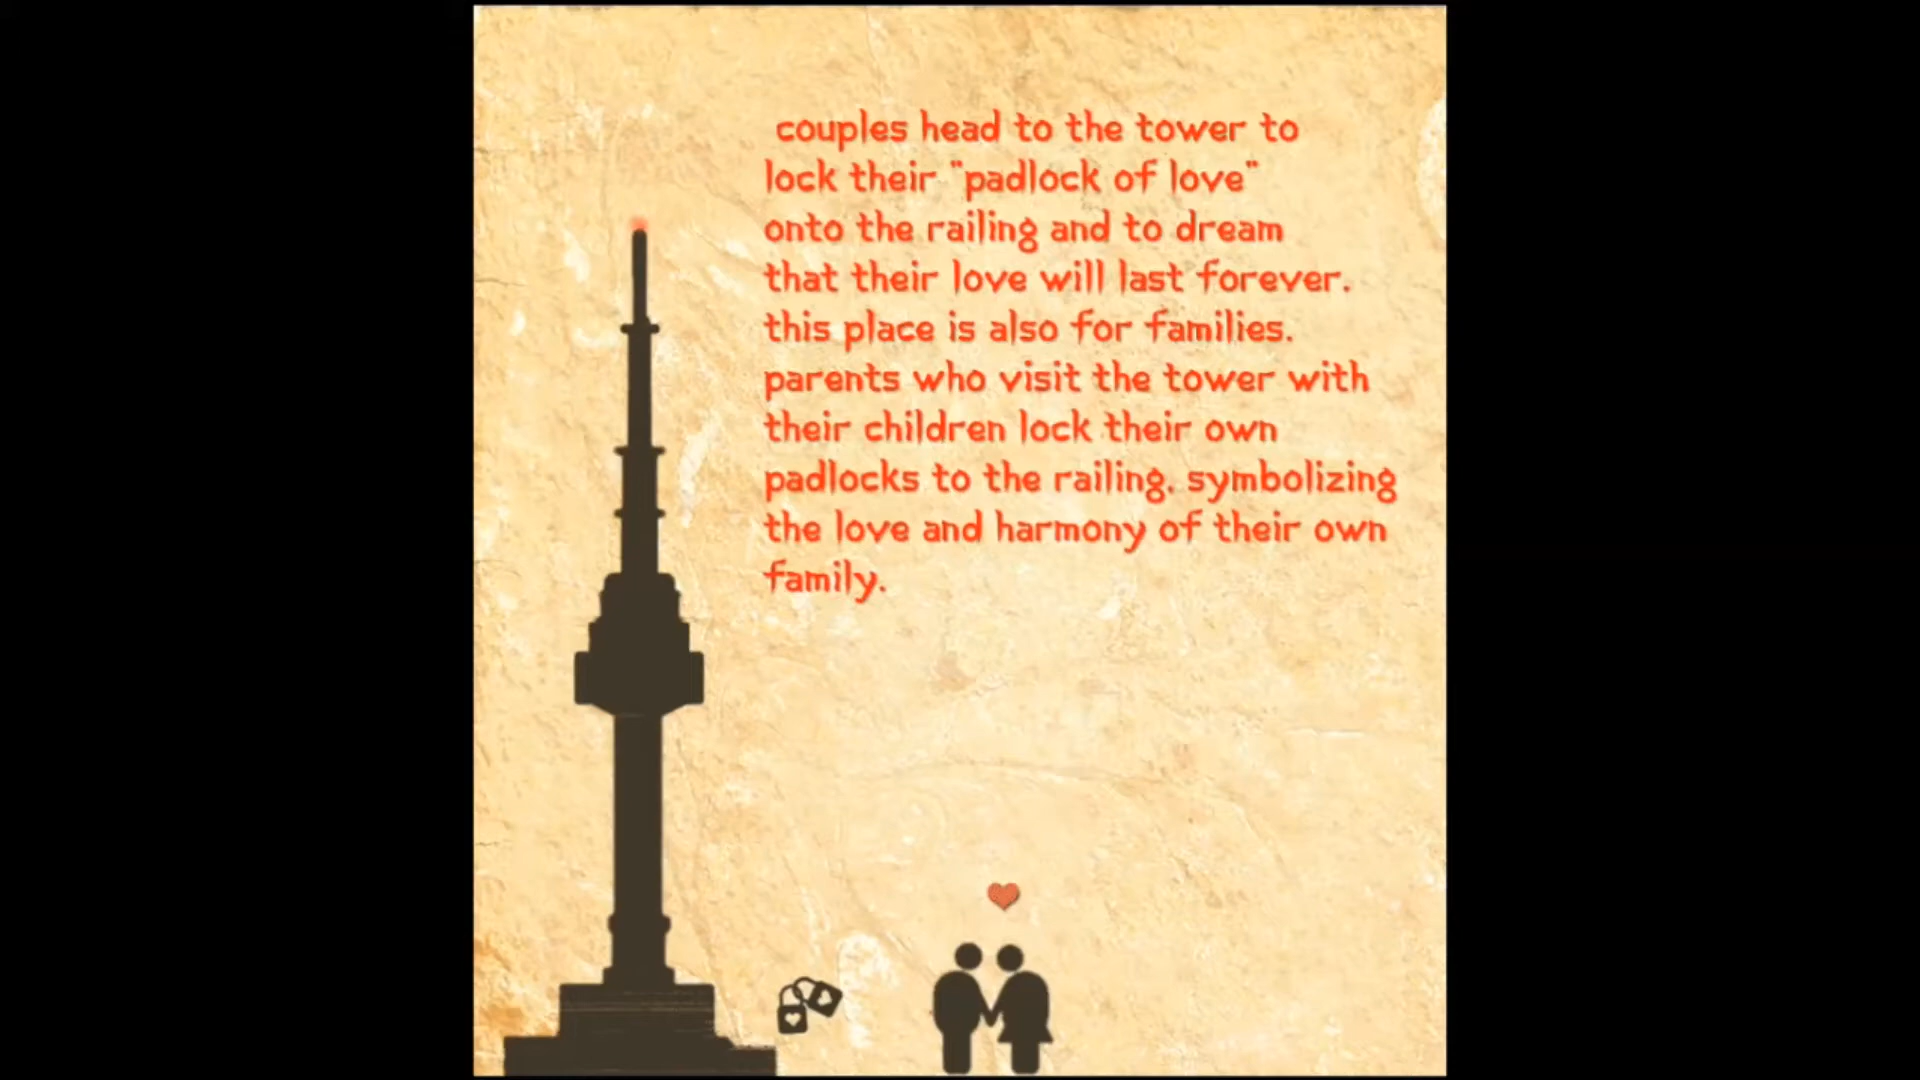 couples head to the tower to
lock their "padlock of love"
onto the railing and to dream
that their love will last forever.
this place is also for families.
parents who visit the tower with
their children lock their own
padlocks to the railing, symbolizing
the love and harmony of their own
family.